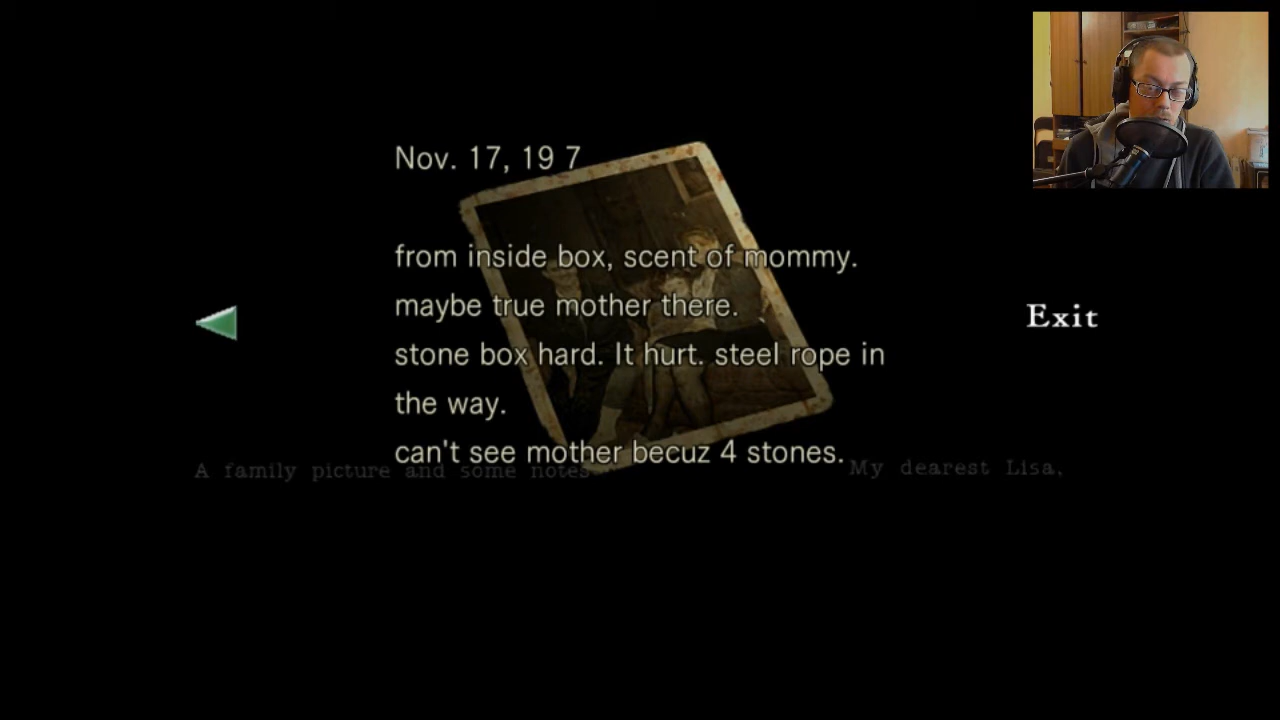 Nov. 17, 19 7
from inside box, scent of mommy.
maybe true mother there.
Exit
stone box hard. It hurt. steel rope in
the way.
can't see mother becuz 4 stones.
A family picture and some notes
My dearest Lisa,